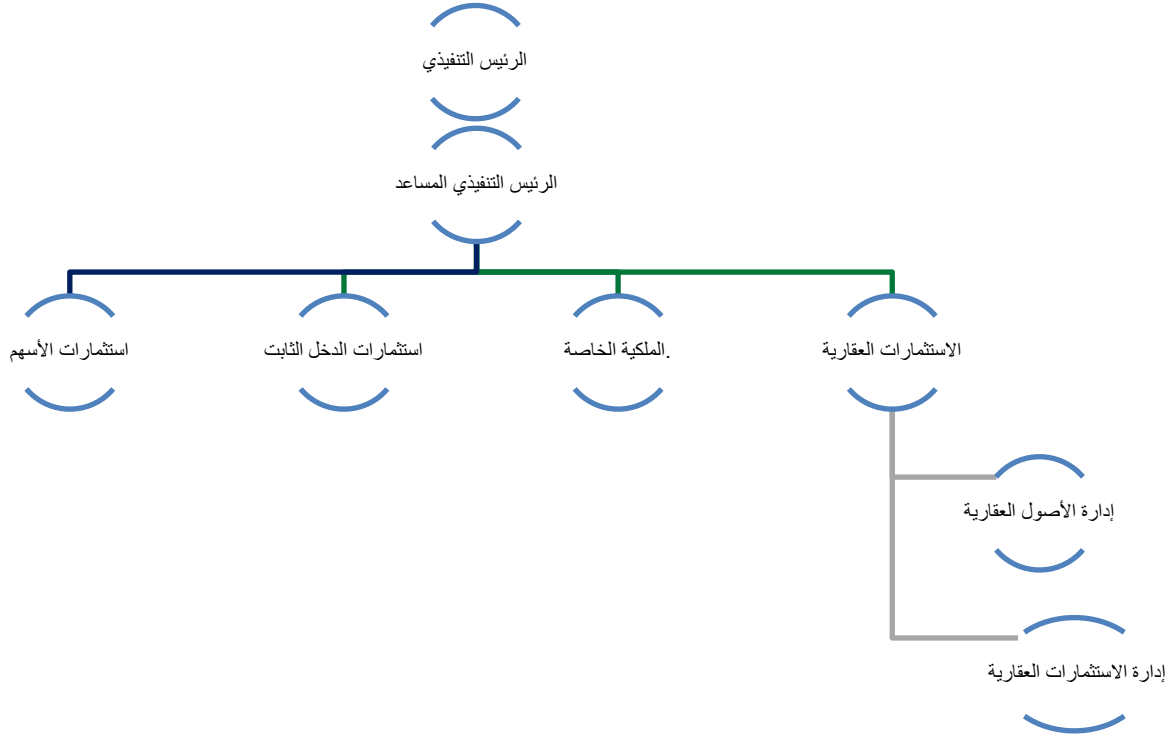 الرئيس التنفيذي
الرئيس التنفيذي المساعد
الاستثمارات العقارية
الملكية الخاصة.
استثمارات الدخل الثابت
استثمارات الأسهم
إدارة الأصول العقارية
إدارة الاستثمارات العقارية